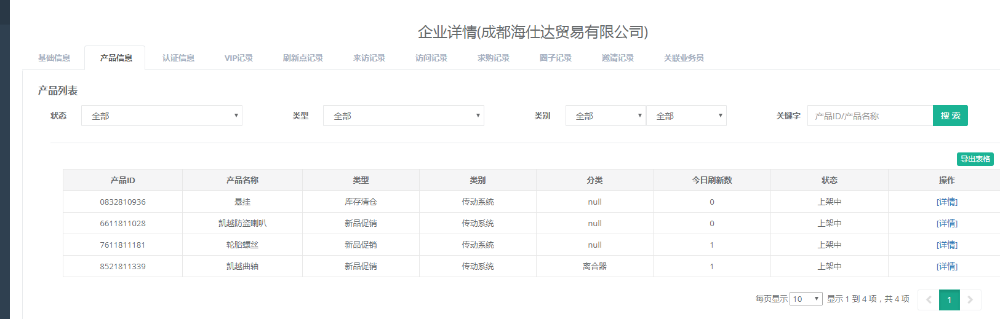 企业详情(成都海仕达贸易有限公司)
基础信息 产品信息 认证信息 VIP记录 刷新点记录 来访记录 访问记录 求购记录 圈子记录 邀请记录 关联业务员
产品列表
状态 全部 类型 全部 类别 全部 全部 关键字 产品ID/产品名称 搜 索
导出表格
产品ID 产品名称 类型 类别 分类 今日刷新数 状态 操作
0832810936 悬挂 库存清仓 传动系统 null 0 上架中 [详情]
6611811028 凯越防盗喇叭 新品促销 传动系统 null 0 上架中 [详情]
7611811181 轮胎螺丝 新品促销 传动系统 null 1 上架中 [详情]
8521811339 凯越曲轴 新品促销 传动系统 离合器 1 上架中 [详情]
每页显示 10 显示 1 到 4 项，共 4 项 1